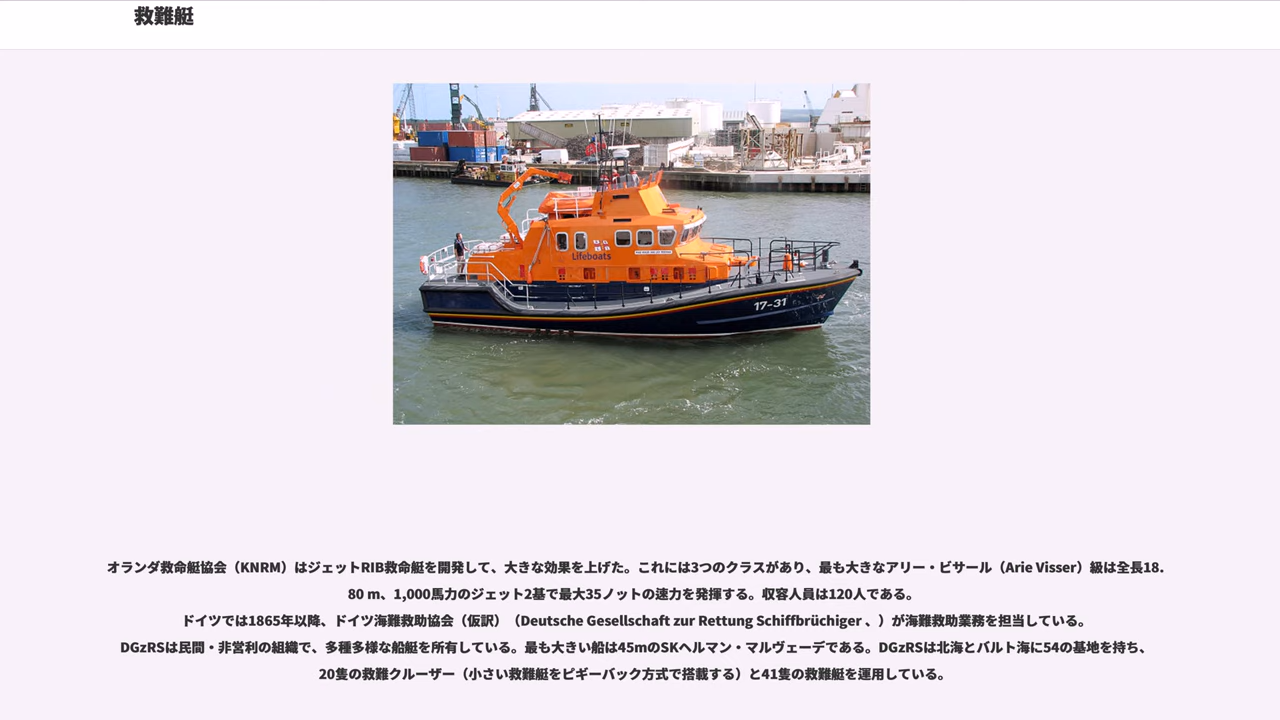 救難艇
Lifeboats
17-31
オランダ救命艇協会（KNRM）はジェットRIB救命艇を開発して、大きな効果を上げた。これには3つのクラスがあり、最も大きなアリー・ビサール（Arie Visser）級は全長18.
80 m、1,000馬力のジェット2基で最大35ノットの速力を発揮する。収容人員は120人である。
ドイツでは1865年以降、ドイツ海難救助協会（仮訳）（Deutsche Gesellschaft zur Rettung Schiffbrüchiger 、）が海難救助業務を担当している。
DGzRSは民間・非営利の組織で、多種多様な船艇を所有している。最も大きい船は45mのSKヘルマン・マルヴェーデである。DGzRSは北海とバルト海に54の基地を持ち、
20隻の救難クルーザー（小さい救難艇をピギーバック方式で搭載する）と41隻の救難艇を運用している。